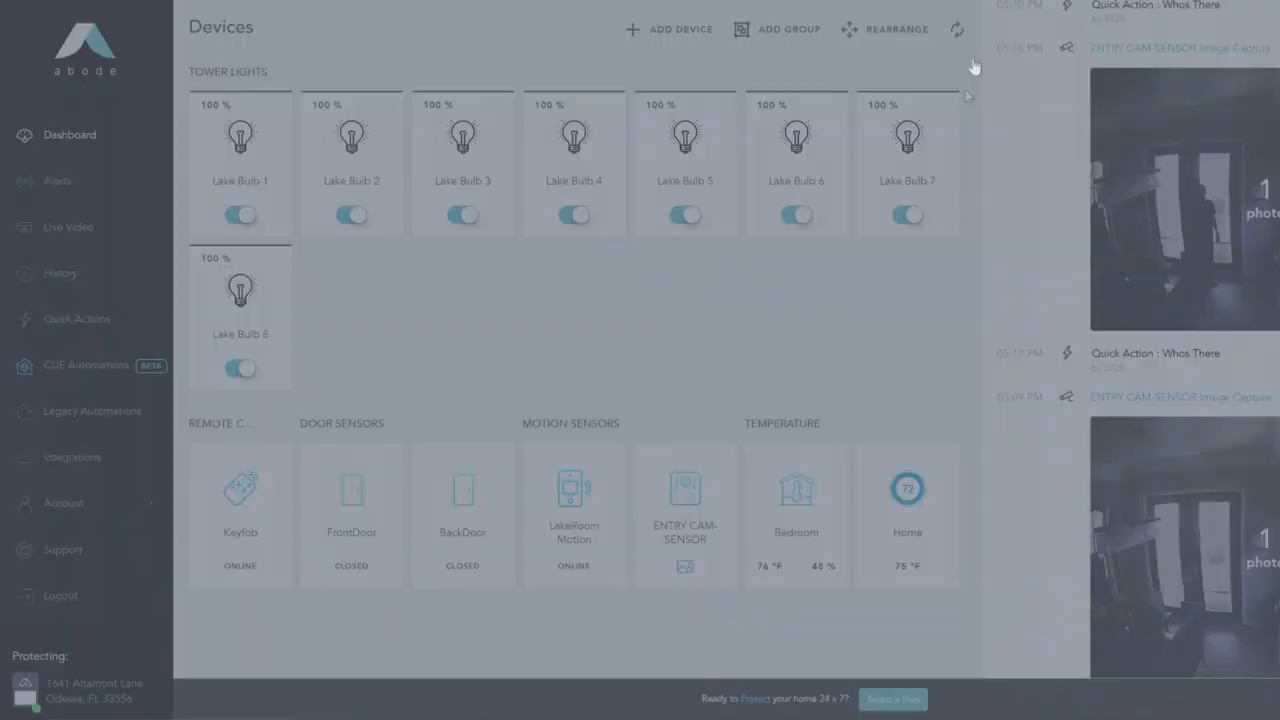 abode
Dashboard
Alerts
Live Video
History
Quick Actions
CUE Automations BETA
Legacy Automations
Integrations
Account
Support
Logout
Protecting:
1641 Altamont Lane
Odessa, FL 33556
Devices
ADD DEVICE
ADD GROUP
REARRANGE
TOWER LIGHTS
100 % 100 % 100 % 100 % 100 % 100 % 100 %
Lake Bulb 1 Lake Bulb 2 Lake Bulb 3 Lake Bulb 4 Lake Bulb 5 Lake Bulb 6 Lake Bulb 7
100 %
Lake Bulb 8
REMOTE C... DOOR SENSORS MOTION SENSORS TEMPERATURE
72
Keyfob FrontDoor BackDoor LakeRoom Motion ENTRY CAM-SENSOR Bedroom Home
ONLINE CLOSED CLOSED ONLINE 76 °F 48 % 75 °F
05:10 PM Quick Action : Whos There
05:10 PM ENTRY CAM-SENSOR Image Capture
1
photo
05:10 PM Quick Action : Whos There
05:09 PM ENTRY CAM-SENSOR Image Capture
1
photo
Ready to Protect your home 24 x 7? Select a Plan